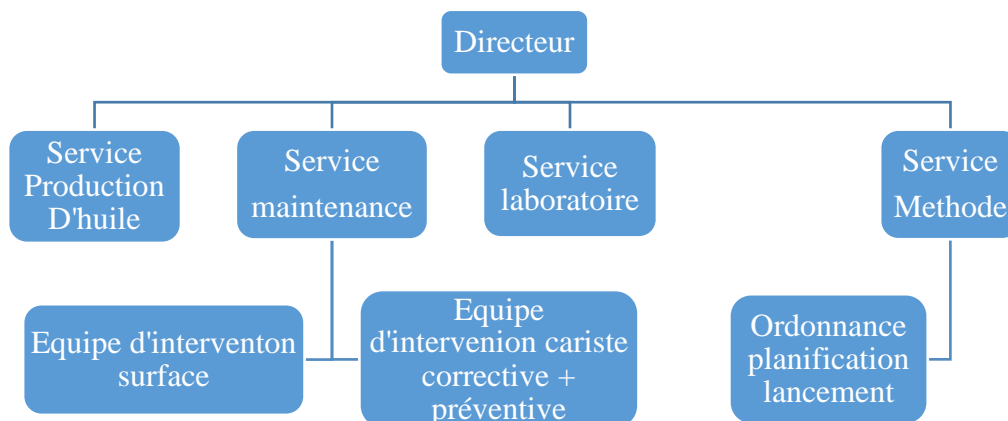 Directeur
Service
Production
D'huile
Service
maintenance
Service
laboratoire
Service
Methode
Equipe d'interventon
surface
Equipe
d'intervenion cariste
corrective +
préventive
Ordonnance
planification
lancement